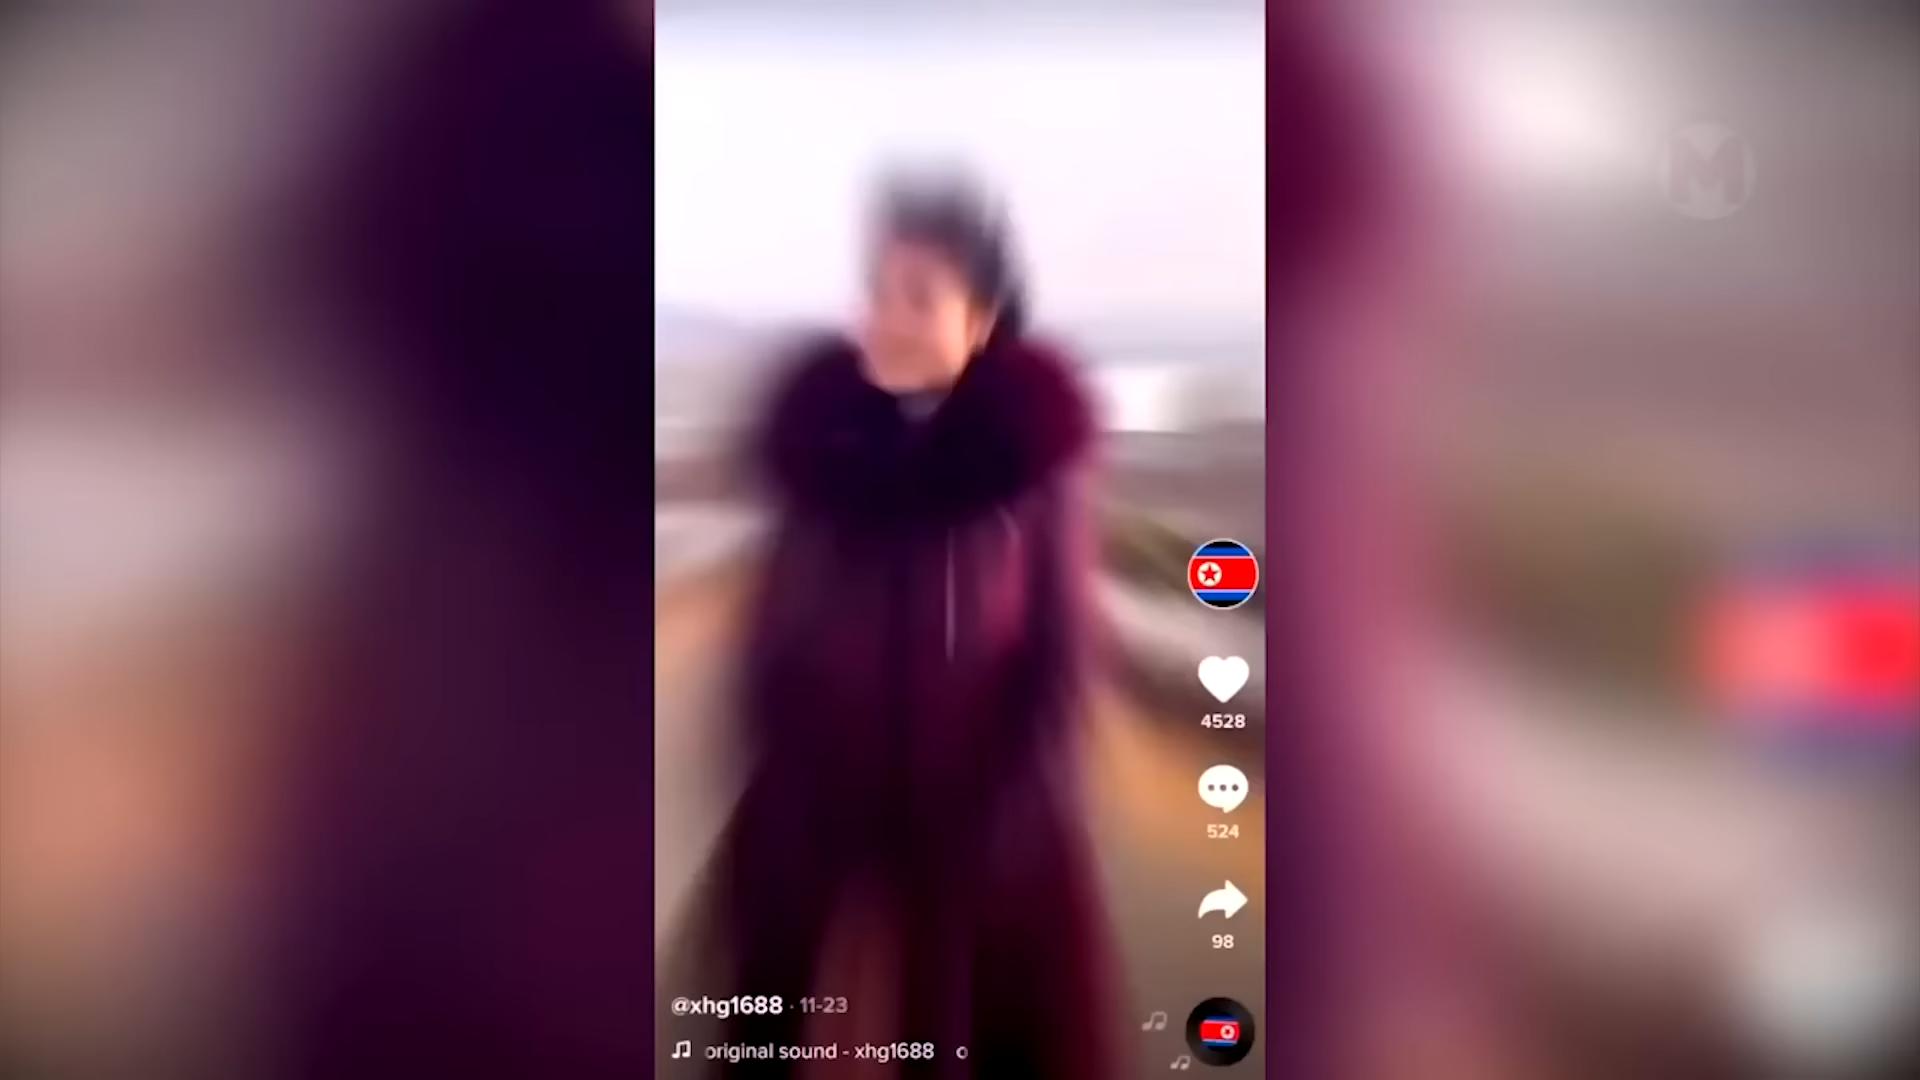 M
4528
524
98
@xhg1688 · 11-23
original sound - xhg1688 o